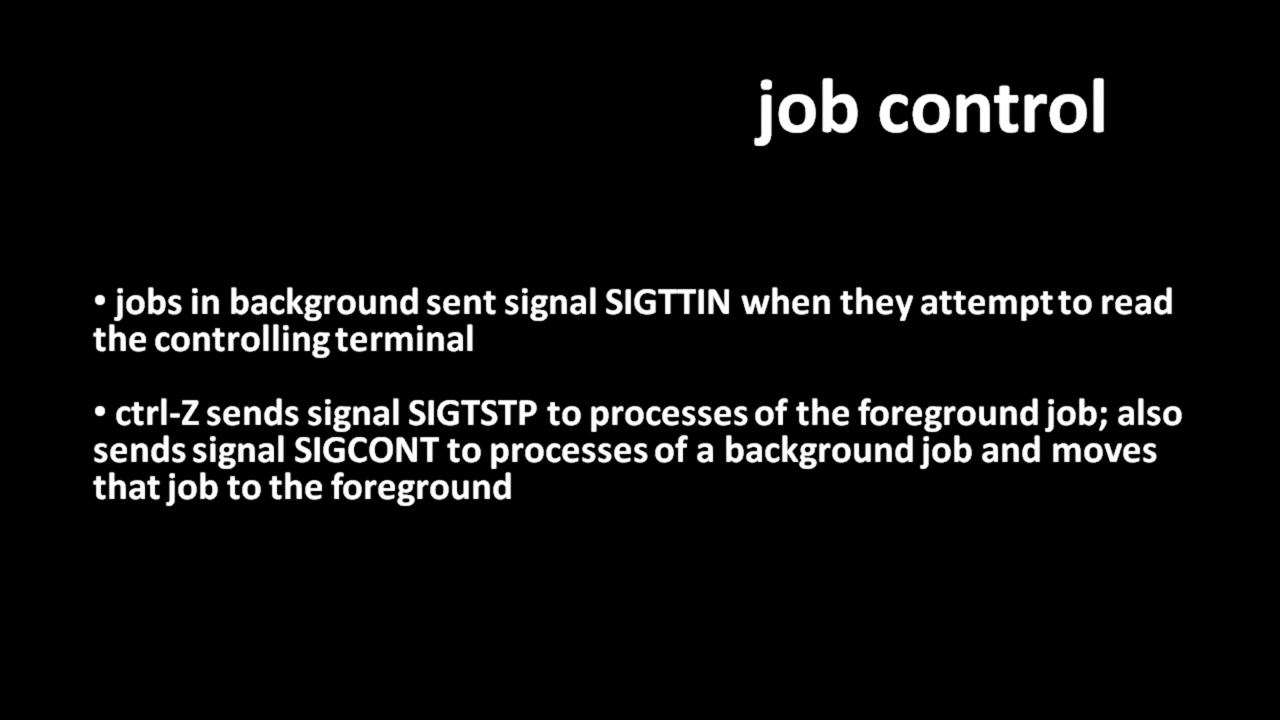 job control
• jobs in background sent signal SIGTTIN when they attempt to read
the controlling terminal
• ctrl-Z sends signal SIGTSTP to processes of the foreground job; also
sends signal SIGCONT to processes of a background job and moves
that job to the foreground